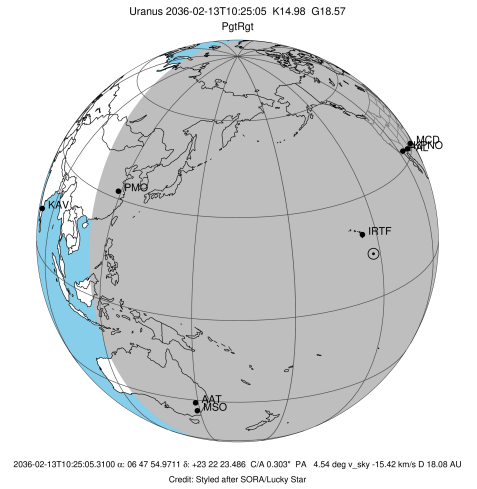 Uranus 2036-02-13T10:25:05 K14.98 G18.57
PgtRgt
MCD
PMO
KAV
IRTF
AAT
MSO
2036-02-13T10:25:05.3100 α: 06 47 54.9711 δ: +23 22 23.486 C/A 0.303" PA 4.54 deg v_sky -15.42 km/s D 18.08 AU
Credit: Styled after SORA/Lucky Star